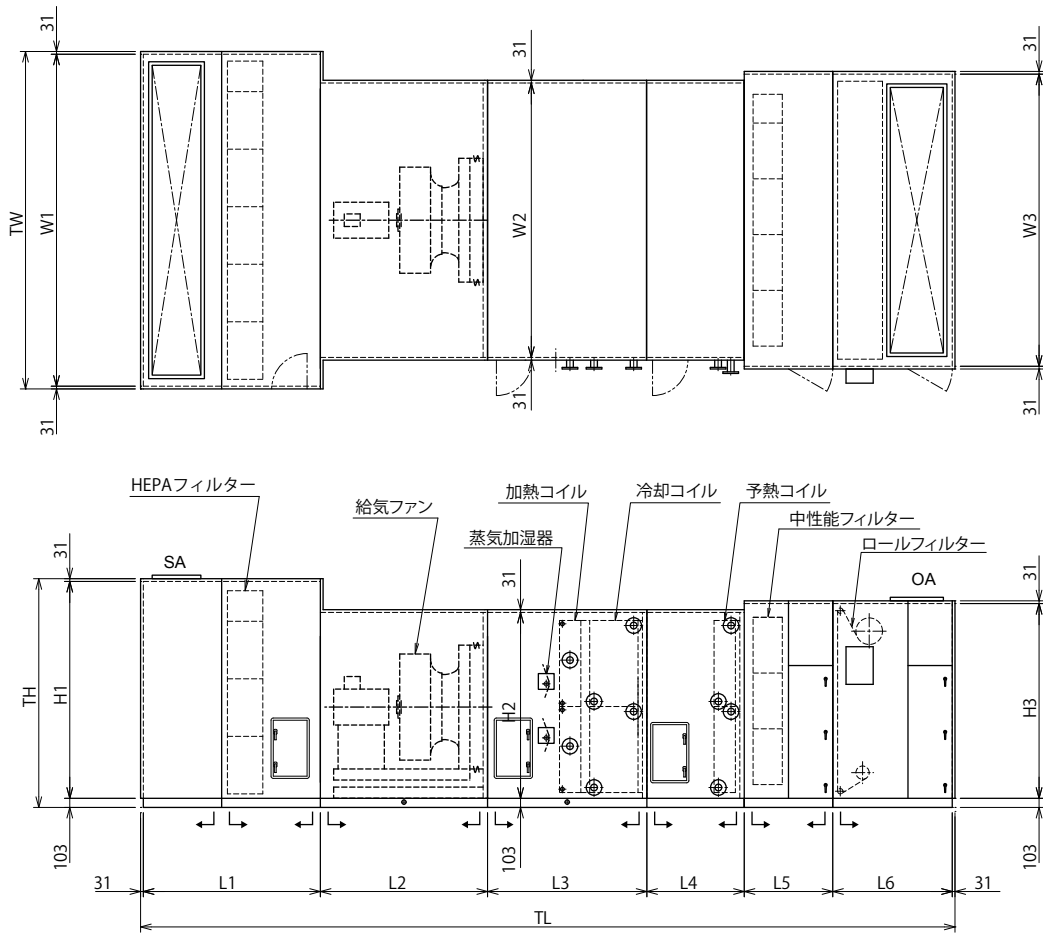 31
31
31
TW
W1
W2
W3
31
31
31
HEPAフィルター
給気ファン
加熱コイル
冷却コイル
予熱コイル
蒸気加湿器
中性能フィルター
ロールフィルター
31
SA
31
OA
31
TH
H1
H2
H3
103
103
103
31
L1
L2
L3
L4
L5
L6
31
TL